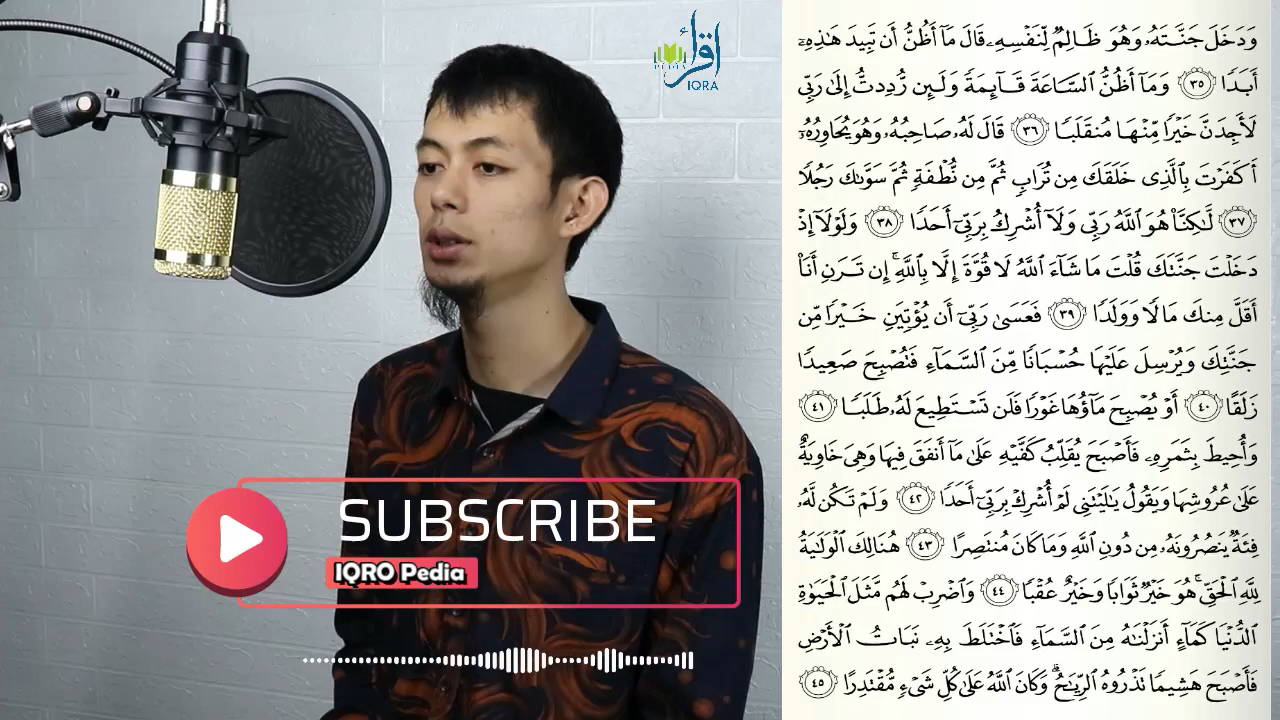 اقرأ
PEDIA
IQRA
SUBSCRIBE
IQRO Pedia
وَدَخَلَ جَنَّتَهُۥ وَهُوَ ظَالِمٌ لِّنَفْسِهِۦ قَالَ مَآ أَظُنُّ أَن تَبِيدَ هَٰذِهِۦٓ
أَبَدًا ٣٥ وَمَآ أَظُنُّ ٱلسَّاعَةَ قَآئِمَةً وَلَئِن رُّدِدتُّ إِلَىٰ رَبِّى
لَأَجِدَنَّ خَيْرًا مِّنْهَا مُنقَلَبًا ٣٦ قَالَ لَهُۥ صَاحِبُهُۥ وَهُوَ يُحَاوِرُهُۥٓ
أَكَفَرْتَ بِٱلَّذِى خَلَقَكَ مِن تُرَابٍ ثُمَّ مِن نُّطْفَةٍ ثُمَّ سَوَّىٰكَ رَجُلًا
٣٧ لَّٰكِنَّا۠ هُوَ ٱللَّهُ رَبِّى وَلَآ أُشْرِكُ بِرَبِّىٓ أَحَدًا ٣٨ وَلَوْلَآ إِذْ
دَخَلْتَ جَنَّتَكَ قُلْتَ مَا شَآءَ ٱللَّهُ لَا قُوَّةَ إِلَّا بِٱللَّهِ ۚ إِن تَرَنِ أَنَا۠
أَقَلَّ مِنكَ مَالًا وَوَلَدًا ٣٩ فَعَسَىٰ رَبِّىٓ أَن يُؤْتِيَنِ خَيْرًا مِّن
جَنَّتِكَ وَيُرْسِلَ عَلَيْهَا حُسْبَانًا مِّنَ ٱلسَّمَآءِ فَتُصْبِحَ صَعِيدًا
زَلَقًا ٤٠ أَوْ يُصْبِحَ مَآؤُهَا غَوْرًا فَلَن تَسْتَطِيعَ لَهُۥ طَلَبًا ٤١
وَأُحِيطَ بِثَمَرِهِۦ فَأَصْبَحَ يُقَلِّبُ كَفَّيْهِ عَلَىٰ مَآ أَنفَقَ فِيهَا وَهِىَ خَاوِيَةٌ
عَلَىٰ عُرُوشِهَا وَيَقُولُ يَٰلَيْتَنِى لَمْ أُشْرِكْ بِرَبِّىٓ أَحَدًا ٤٢ وَلَمْ تَكُن لَّهُۥ
فِئَةٌ يَنصُرُونَهُۥ مِن دُونِ ٱللَّهِ وَمَا كَانَ مُنتَصِرًا ٤٣ هُنَالِكَ ٱلْوَلَٰيَةُ
لِلَّهِ ٱلْحَقِّ ۚ هُوَ خَيْرٌ ثَوَابًا وَخَيْرٌ عُقْبًا ٤٤ وَٱضْرِبْ لَهُم مَّثَلَ ٱلْحَيَوٰةِ
ٱلدُّنْيَا كَمَآءٍ أَنزَلْنَٰهُ مِنَ ٱلسَّمَآءِ فَٱخْتَلَطَ بِهِۦ نَبَاتُ ٱلْأَرْضِ
فَأَصْبَحَ هَشِيمًا تَذْرُوهُ ٱلرِّيَٰحُ ۗ وَكَانَ ٱللَّهُ عَلَىٰ كُلِّ شَىْءٍ مُّقْتَدِرًا ٤٥